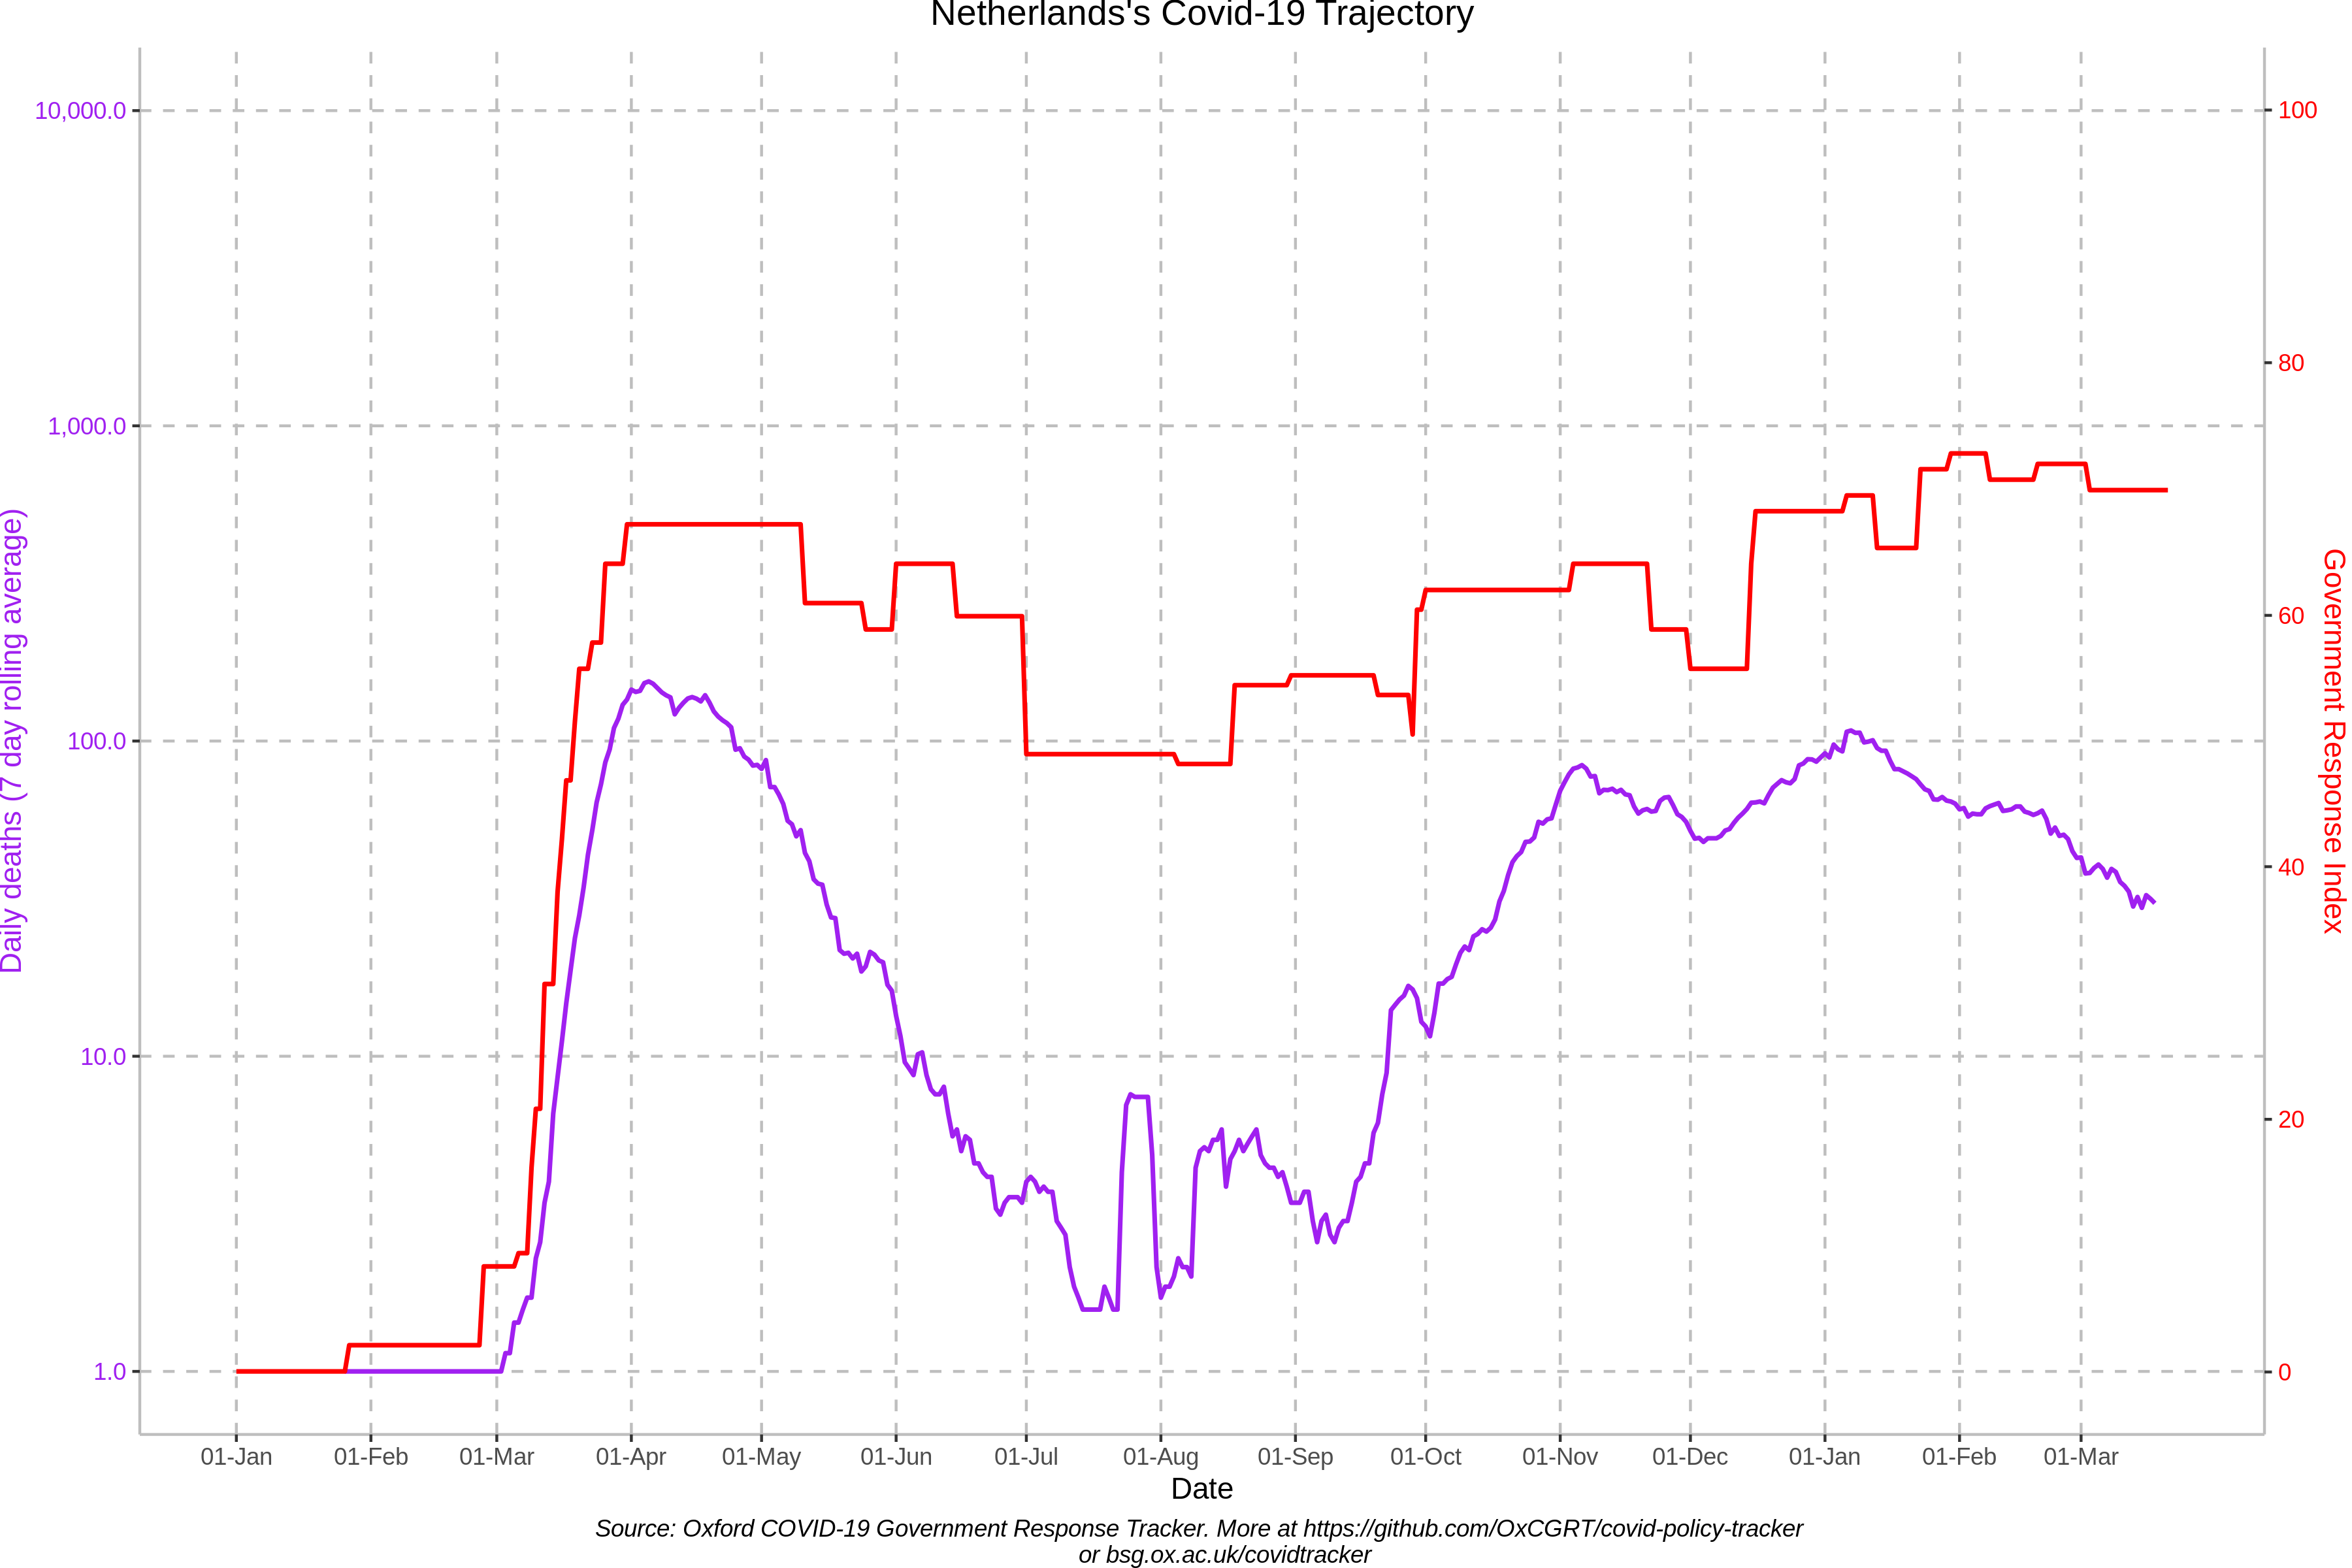 Netherlands's Covid-19 Trajectory
10,000.0
1,000.0
100.0
10.0
1.0
Daily deaths (7 day rolling average)
100
80
60
40
20
0
Government Response Index
01-Jan 01-Feb 01-Mar 01-Apr 01-May 01-Jun 01-Jul 01-Aug 01-Sep 01-Oct 01-Nov 01-Dec 01-Jan 01-Feb 01-Mar
Date
Source: Oxford COVID-19 Government Response Tracker. More at https://github.com/OxCGRT/covid-policy-tracker
or bsg.ox.ac.uk/covidtracker